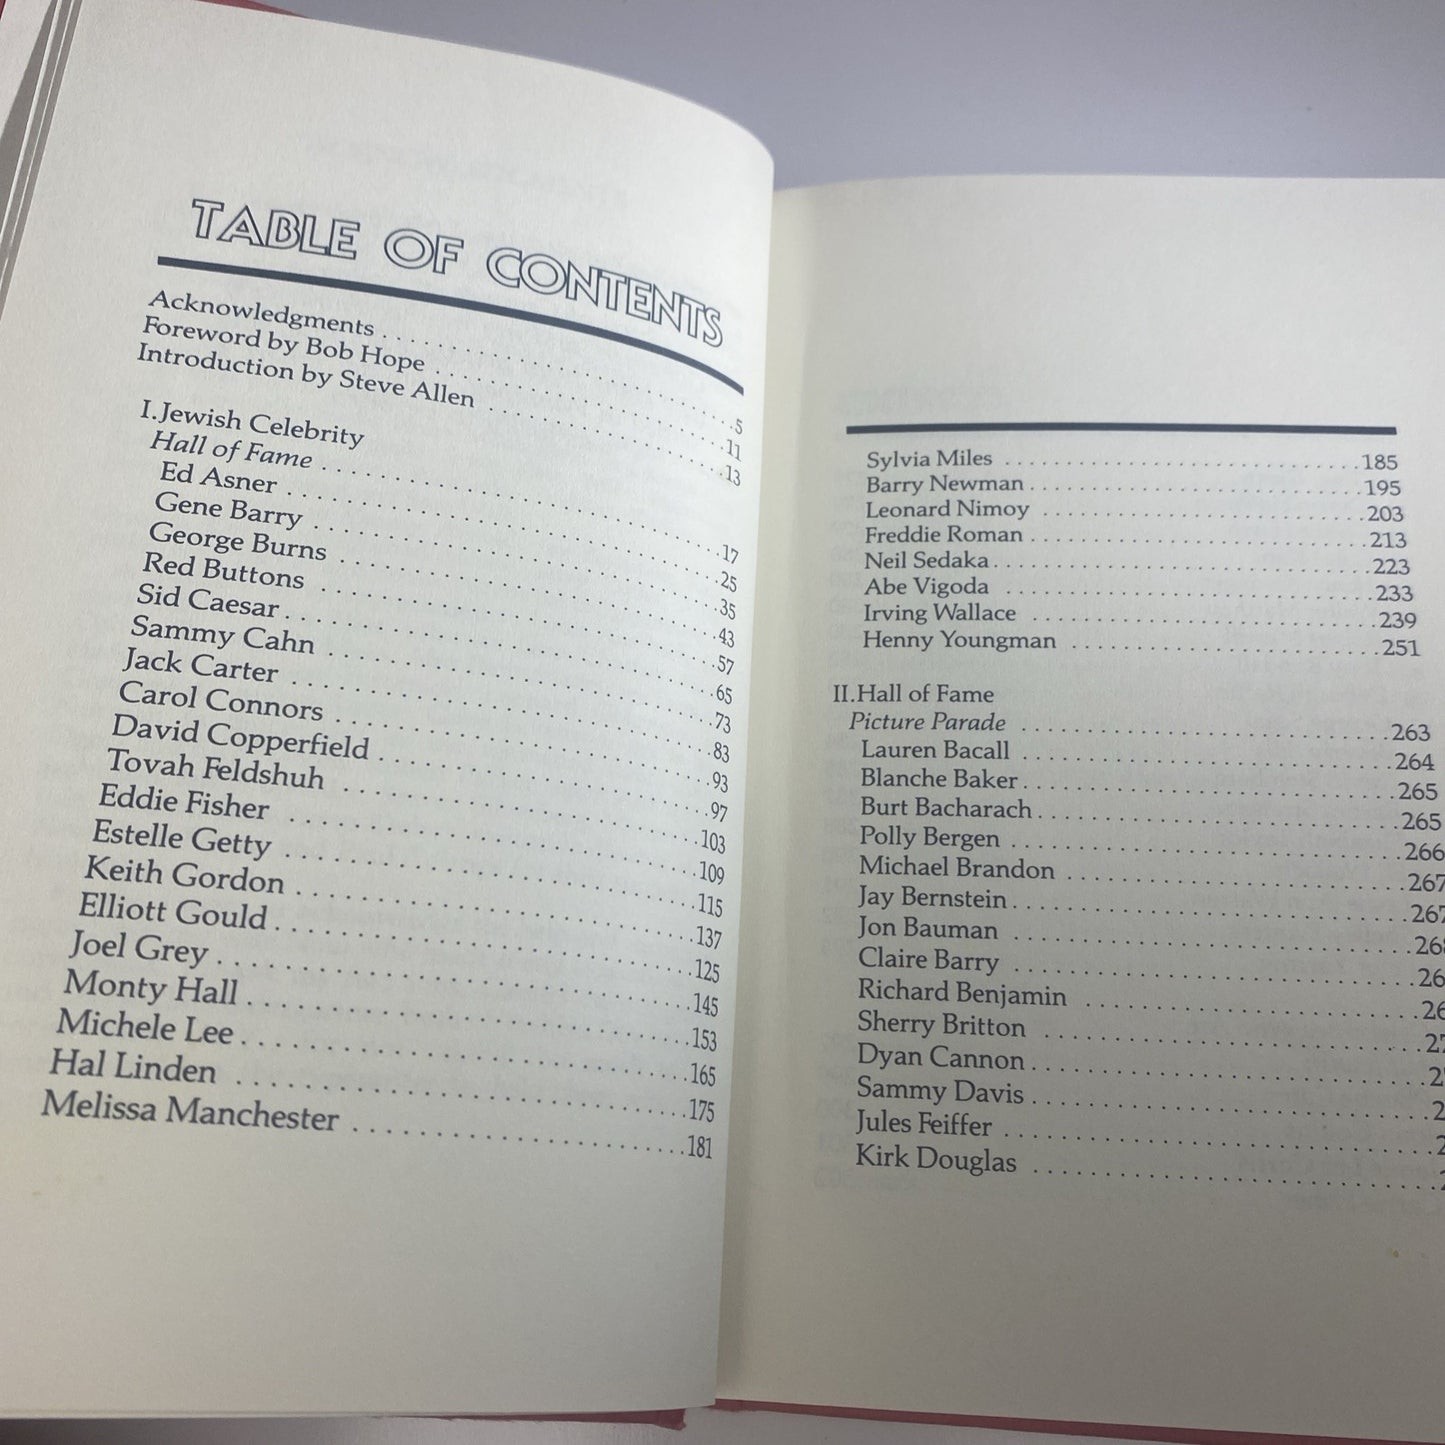 TABLE OF CONTENTS
Acknowledgments . . . . . . . . . . 5
Foreword by Bob Hope . . . . . . . . . . 11
Introduction by Steve Allen . . . . . . . . . . 13
I. Jewish Celebrity
Hall of Fame . . . . . . . . . . 17
Ed Asner . . . . . . . . . . 25
Gene Barry . . . . . . . . . . 35
George Burns . . . . . . . . . . 43
Red Buttons . . . . . . . . . . 57
Sid Caesar . . . . . . . . . . 65
Sammy Cahn . . . . . . . . . . 73
Jack Carter . . . . . . . . . . 83
Carol Connors . . . . . . . . . . 93
David Copperfield . . . . . . . . . . 97
Tovah Feldshuh . . . . . . . . . . 103
Eddie Fisher . . . . . . . . . . 109
Estelle Getty . . . . . . . . . . 115
Keith Gordon . . . . . . . . . . 137
Elliott Gould . . . . . . . . . . 125
Joel Grey . . . . . . . . . . 145
Monty Hall . . . . . . . . . . 153
Michele Lee . . . . . . . . . . 165
Hal Linden . . . . . . . . . . 175
Melissa Manchester . . . . . . . . . . 181
Sylvia Miles . . . . . . . . . . 185
Barry Newman . . . . . . . . . . 195
Leonard Nimoy . . . . . . . . . . 203
Freddie Roman . . . . . . . . . . 213
Neil Sedaka . . . . . . . . . . 223
Abe Vigoda . . . . . . . . . . 233
Irving Wallace . . . . . . . . . . 239
Henny Youngman . . . . . . . . . . 251
II. Hall of Fame
Picture Parade . . . . . . . . . . 263
Lauren Bacall . . . . . . . . . . 264
Blanche Baker . . . . . . . . . . 265
Burt Bacharach . . . . . . . . . . 265
Polly Bergen . . . . . . . . . . 266
Michael Brandon . . . . . . . . . . 267
Jay Bernstein . . . . . . . . . . 267
Jon Bauman . . . . . . . . . .
Claire Barry . . . . . . . . . .
Richard Benjamin . . . . . . . . . .
Sherry Britton . . . . . . . . . .
Dyan Cannon . . . . . . . . . .
Sammy Davis . . . . . . . . . .
Jules Feiffer . . . . . . . . . .
Kirk Douglas . . . . . . . . . .